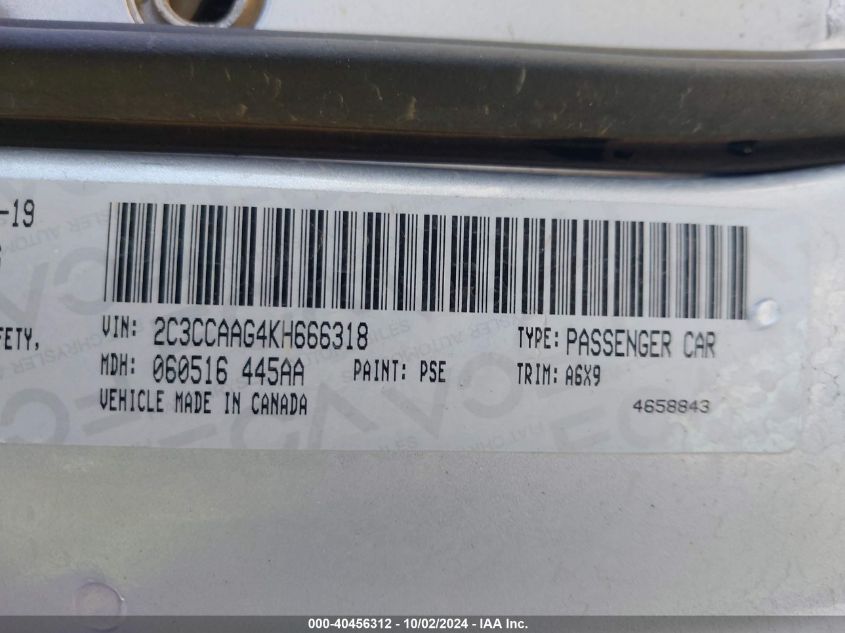 -19
FETY,
VIN: 2C3CCAAG4KH666318 TYPE: PASSENGER CAR
MDH: 060516 445AA PAINT: PSE TRIM: A6X9
VEHICLE MADE IN CANADA 4658843
000-40456312 - 10/02/2024 - IAA Inc.